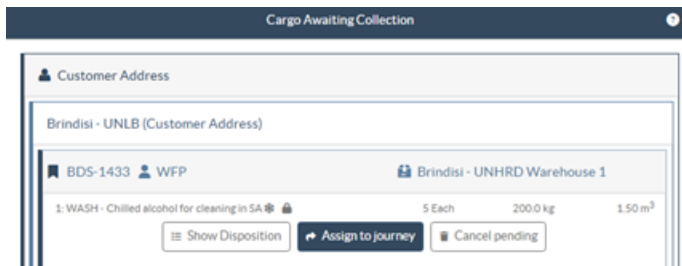 Cargo Awaiting Collection ?
Customer Address
Brindisi - UNLB (Customer Address)
BDS-1433 WFP Brindisi - UNHRD Warehouse 1
1: WASH - Chilled alcohol for cleaning in SA 5 Each 200.0 kg 1.50 m³
Show Disposition Assign to journey Cancel pending